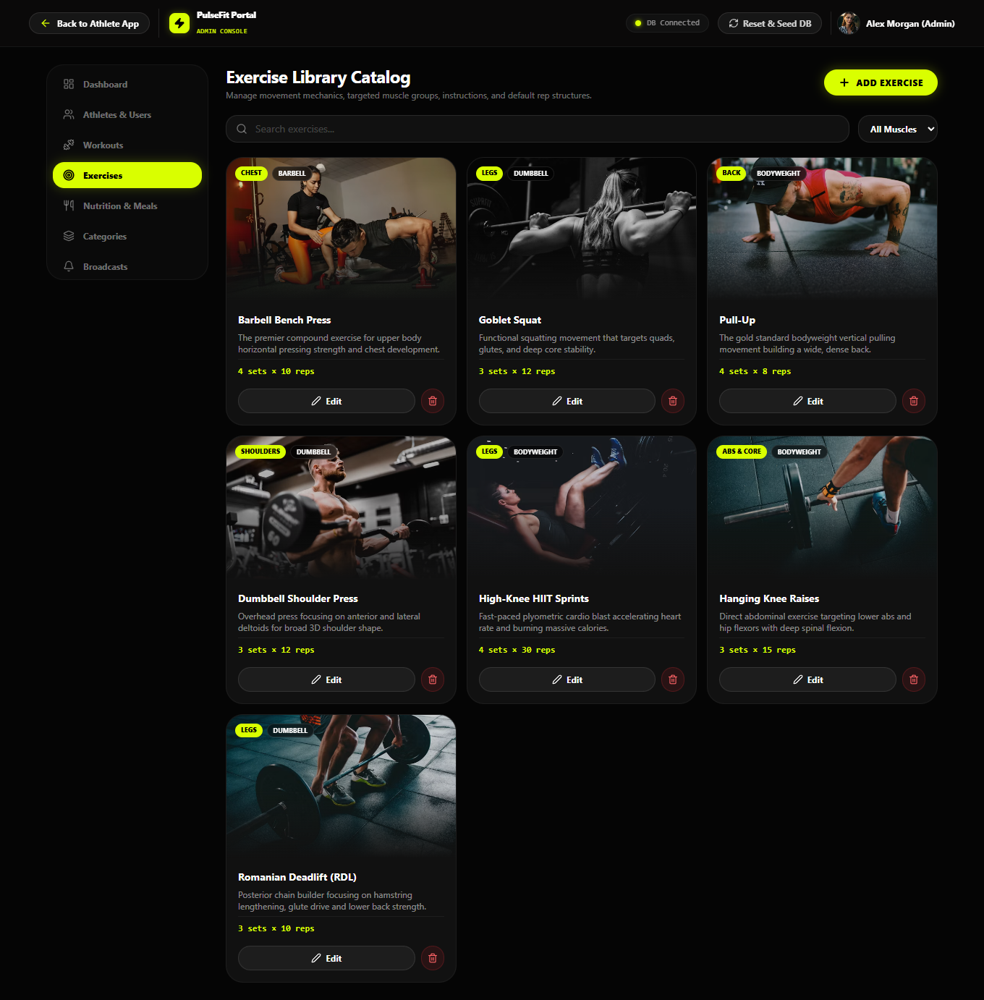 Back to Athlete App
PulseFit Portal
ADMIN CONSOLE
DB Connected
Reset & Seed DB
Alex Morgan (Admin)
Dashboard
Athletes & Users
Workouts
Exercises
Nutrition & Meals
Categories
Broadcasts
Exercise Library Catalog
Manage movement mechanics, targeted muscle groups, instructions, and default rep structures.
ADD EXERCISE
Search exercises...
All Muscles
CHEST
BARBELL
Barbell Bench Press
The premier compound exercise for upper body
horizontal pressing strength and chest development.
4 sets × 10 reps
Edit
LEGS
DUMBBELL
Goblet Squat
Functional squatting movement that targets quads,
glutes, and deep core stability.
3 sets × 12 reps
Edit
BACK
BODYWEIGHT
Pull-Up
The gold standard bodyweight vertical pulling
movement building a wide, dense back.
4 sets × 8 reps
Edit
SHOULDERS
DUMBBELL
Dumbbell Shoulder Press
Overhead press focusing on anterior and lateral
deltoids for broad 3D shoulder shape.
3 sets × 12 reps
Edit
LEGS
BODYWEIGHT
High-Knee HIIT Sprints
Fast-paced plyometric cardio blast accelerating heart
rate and burning massive calories.
4 sets × 30 reps
Edit
ABS & CORE
BODYWEIGHT
Hanging Knee Raises
Direct abdominal exercise targeting lower abs and
hip flexors with deep spinal flexion.
3 sets × 15 reps
Edit
LEGS
DUMBBELL
Romanian Deadlift (RDL)
Posterior chain builder focusing on hamstring
lengthening, glute drive and lower back strength.
3 sets × 10 reps
Edit